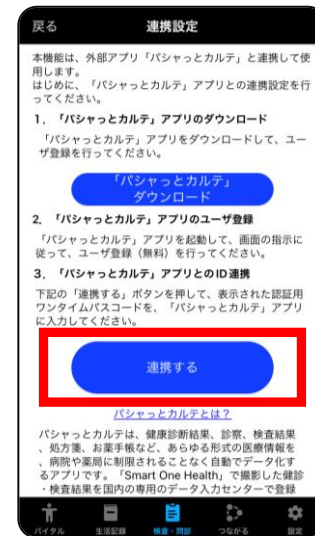 戻る 連携設定
本機能は、外部アプリ「パシャっとカルテ」と連携して使
用します。
はじめに、「パシャっとカルテ」アプリとの連携設定を行
ってください。
1. 「パシャっとカルテ」アプリのダウンロード
「パシャっとカルテ」アプリをダウンロードして、ユー
ザ登録を行ってください。
「パシャっとカルテ」
ダウンロード
2. 「パシャっとカルテ」アプリのユーザ登録
「パシャっとカルテ」アプリを起動して、画面の指示に
従って、ユーザ登録（無料）を行ってください。
3. 「パシャっとカルテ」アプリとのID連携
下記の「連携する」ボタンを押して、表示された認証用
ワンタイムパスコードを、「パシャっとカルテ」アプリ
に入力してください。
連携する
パシャっとカルテとは？
パシャっとカルテは、健康診断結果、診察、検査結果
、処方箋、お薬手帳など、あらゆる形式の医療情報を
、病院や薬局に制限されることなく自動でデータ化す
るアプリです。「Smart One Health」で撮影した健診
・検査結果を国内の専用のデータ入力センターで登録
バイタル 生活記録 検査・問診 つながる 設定